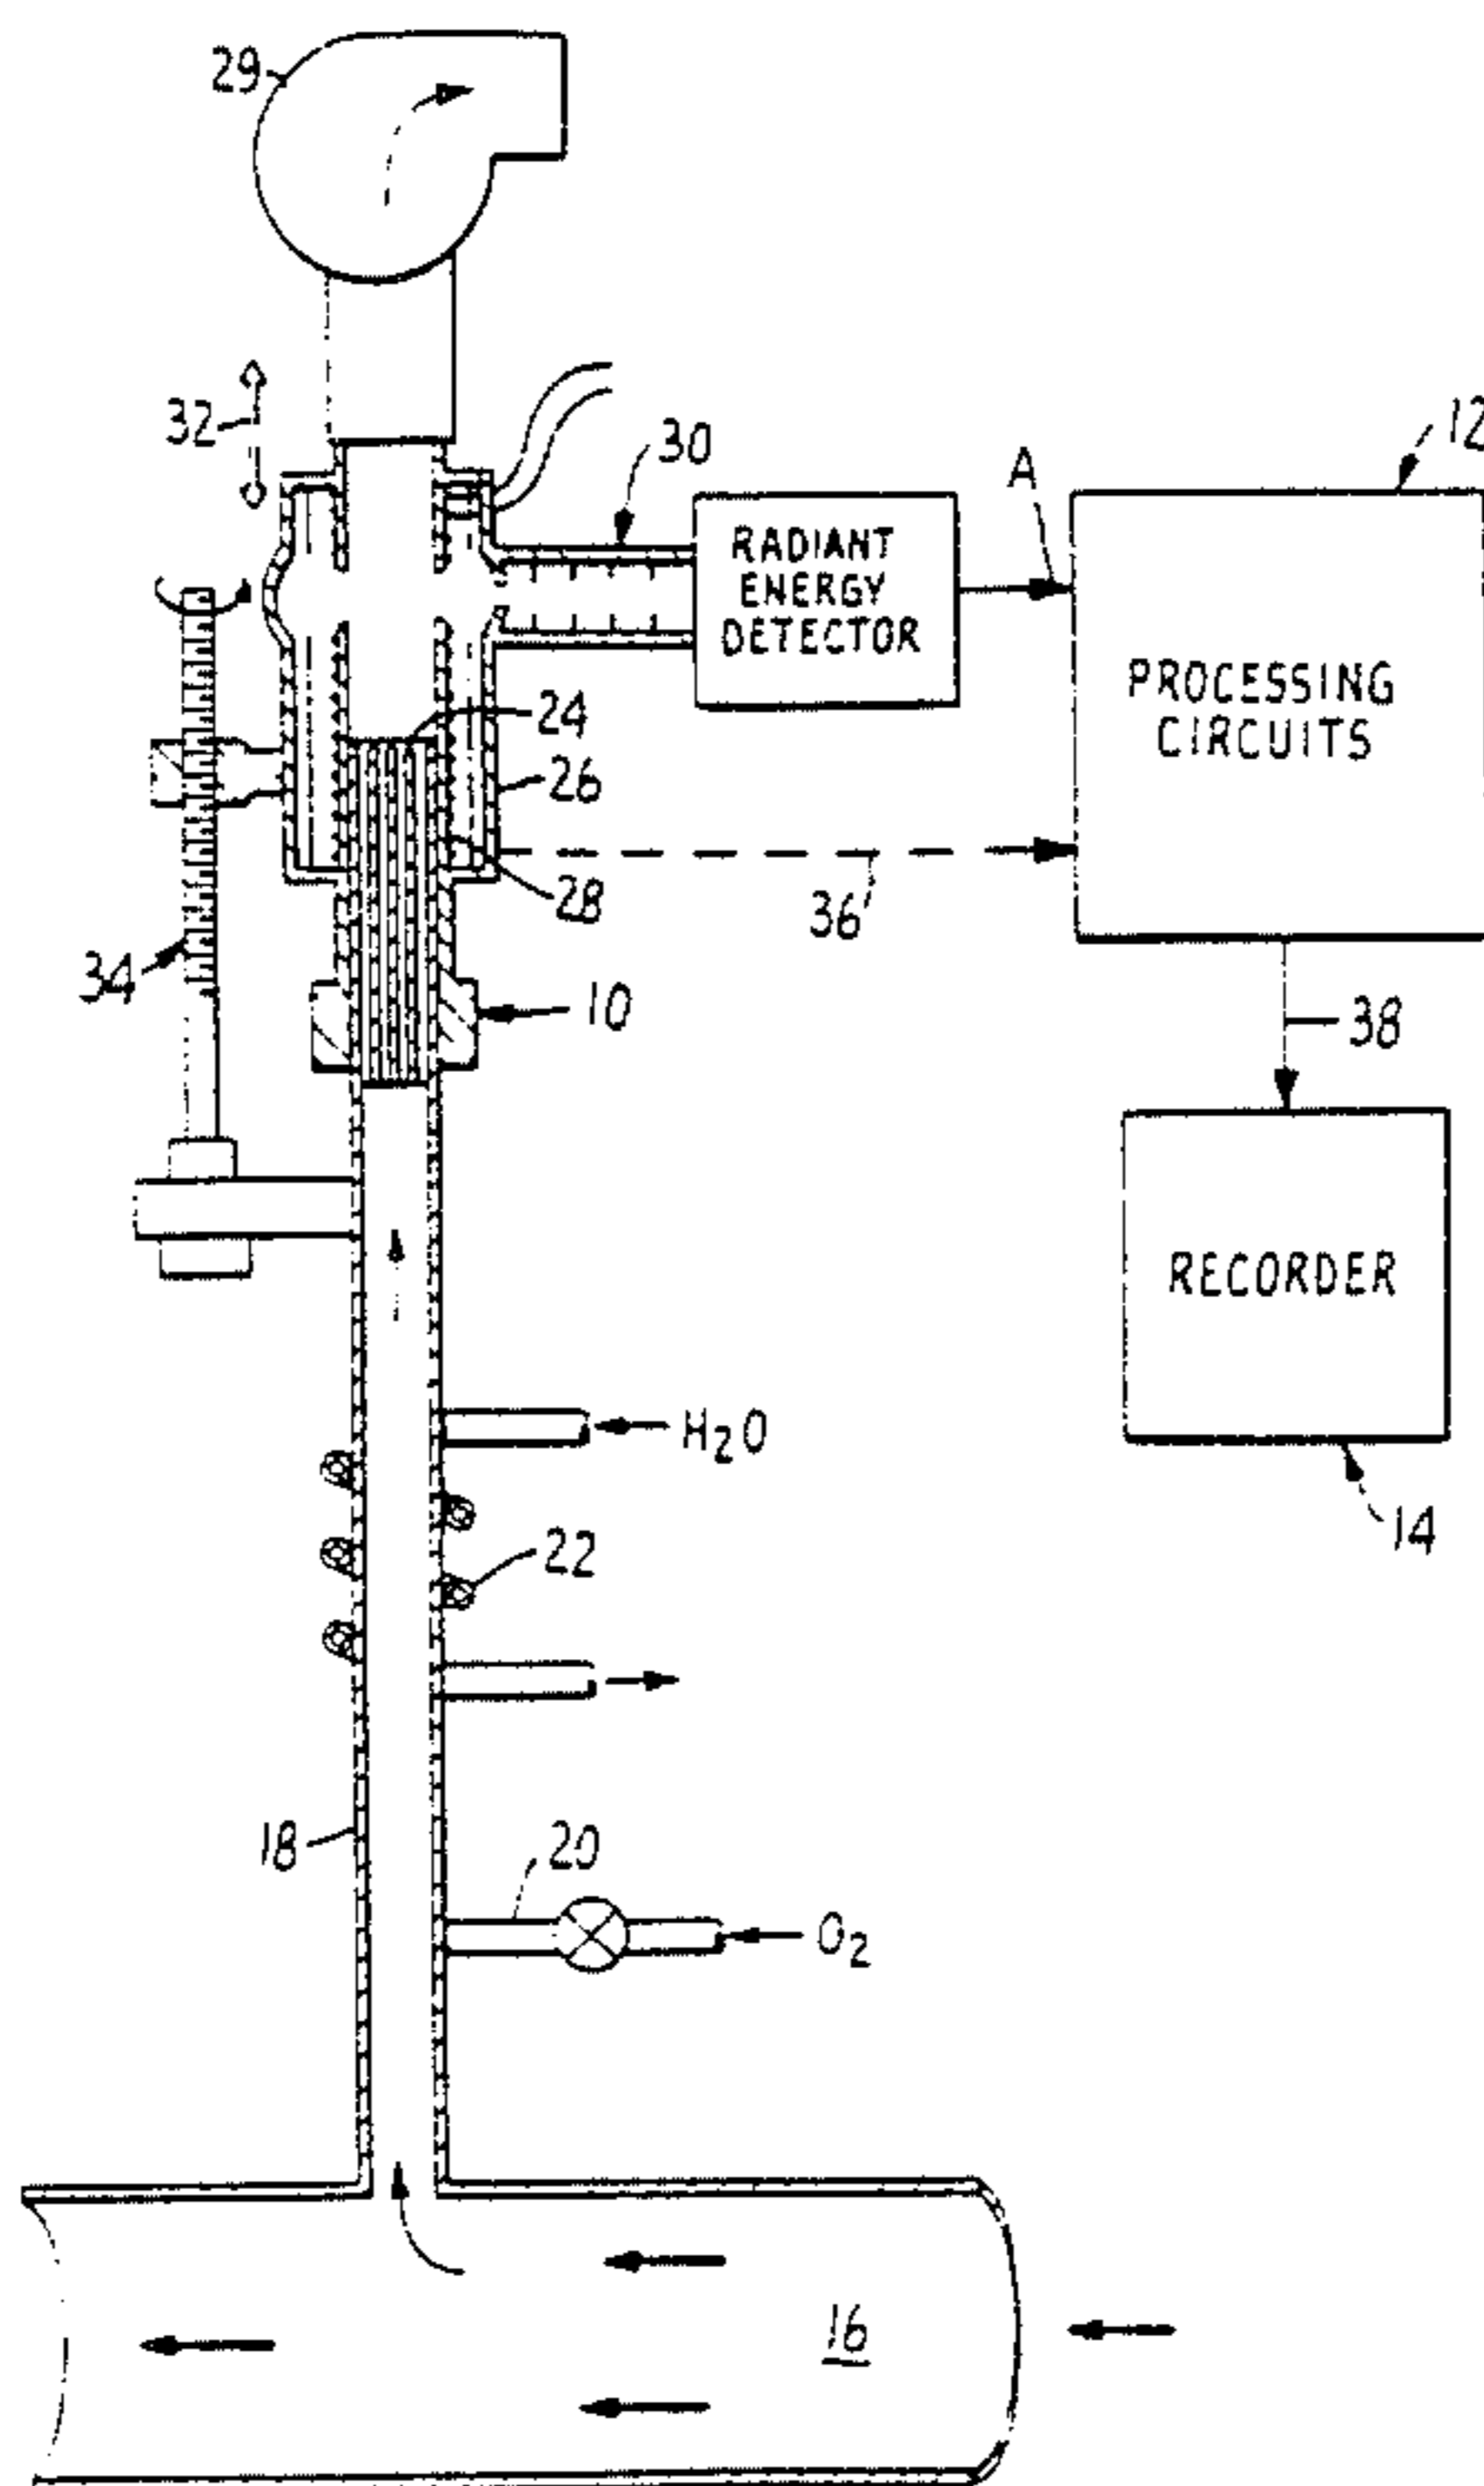 29
32
30
A
12
RADIANT
ENERGY
DETECTOR
PROCESSING
CIRCUITS
24
26
28
36
34
10
38
RECORDER
H2O
22
14
18
20
O2
16